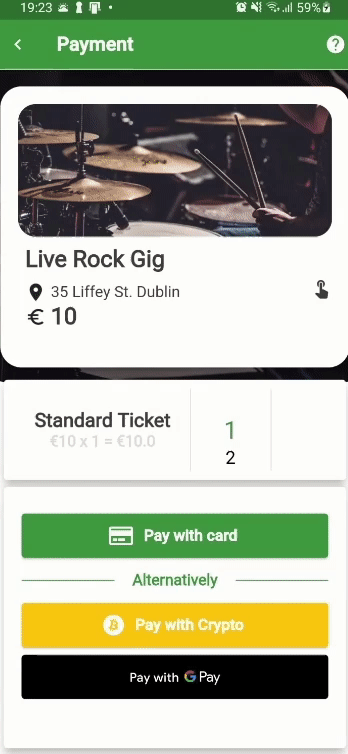 19:23
59%
Payment
Live Rock Gig
35 Liffey St. Dublin
€ 10
Standard Ticket
€10 x 1 = €10.0
1
2
Pay with card
Alternatively
Pay with Crypto
Pay with G Pay